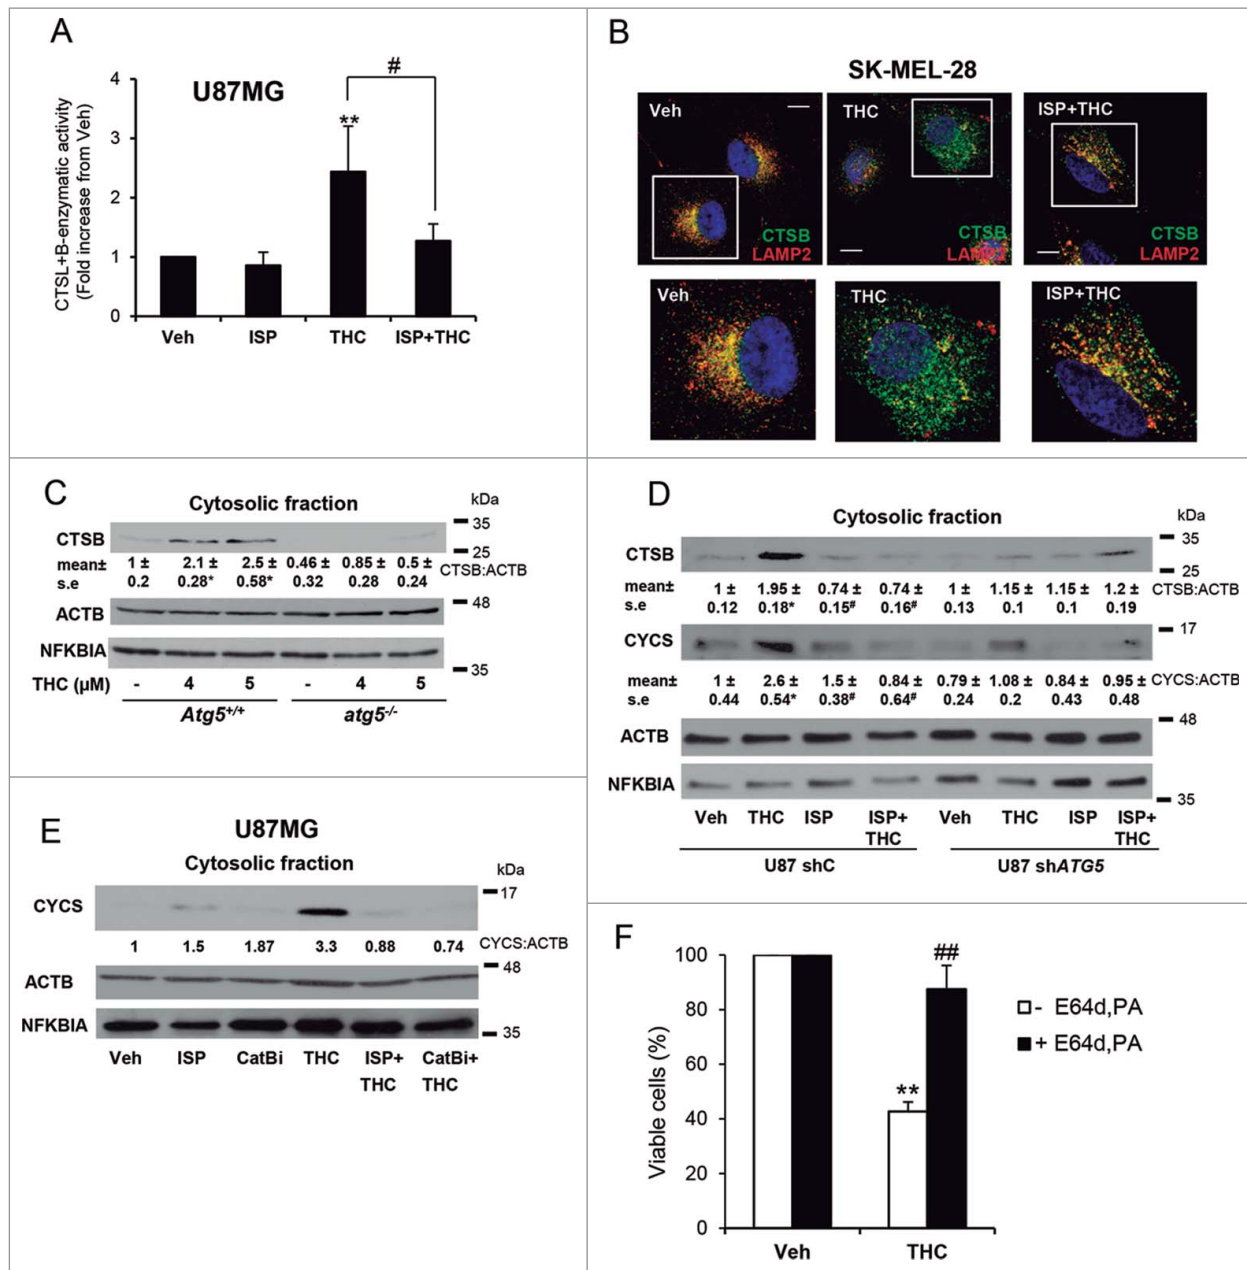 A
U87MG
CTSL+B-enzymatic activity
(Fold increase from Veh)
4
3
2
1
0
**
#
Veh ISP THC ISP+THC
B
SK-MEL-28
Veh THC ISP+THC
CTSB CTSB CTSB
LAMP2 LAMP2 LAMP2
Veh THC ISP+THC
C
Cytosolic fraction
kDa
CTSB
35
25
mean± 1 ± 2.1 ± 2.5 ± 0.46 ± 0.85 ± 0.5 ± CTSB:ACTB
s.e 0.2 0.28* 0.58* 0.32 0.28 0.24
48
ACTB
NFKBIA
35
THC (µM) - 4 5 - 4 5
Atg5+/+ atg5-/-
D
Cytosolic fraction
kDa
CTSB
35
25
mean± 1 ± 1.95 ± 0.74 ± 0.74 ± 1 ± 1.15 ± 1.15 ± 1.2 ± CTSB:ACTB
s.e 0.12 0.18* 0.15# 0.16# 0.13 0.1 0.1 0.19
CYCS
17
mean± 1 ± 2.6 ± 1.5 ± 0.84 ± 0.79 ± 1.08 ± 0.84 ± 0.95 ± CYCS:ACTB
s.e 0.44 0.54* 0.38# 0.64# 0.24 0.2 0.43 0.48
48
ACTB
NFKBIA
35
Veh THC ISP ISP+ Veh THC ISP ISP+
THC THC
U87 shC U87 shATG5
E
U87MG
Cytosolic fraction
kDa
CYCS
17
1 1.5 1.87 3.3 0.88 0.74 CYCS:ACTB
48
ACTB
NFKBIA
35
Veh ISP CatBi THC ISP+ CatBi+
THC THC
F
Viable cells (%)
100
80
60
40
20
0
**
##
- E64d,PA
+ E64d,PA
Veh THC